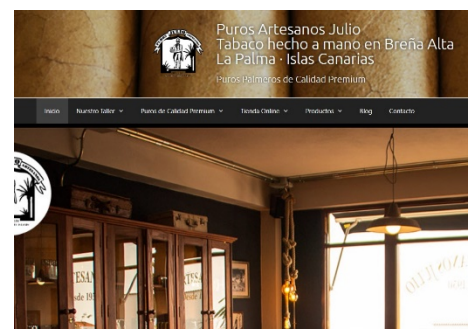 Puros Artesanos Julio
Tabaco hecho a mano en Breña Alta
La Palma · Islas Canarias
Puros Palmeros de Calidad Premium
Inicio
Nuestro Taller
Puros de Calidad Premium
Tienda Online
Productos
Blog
Contacto